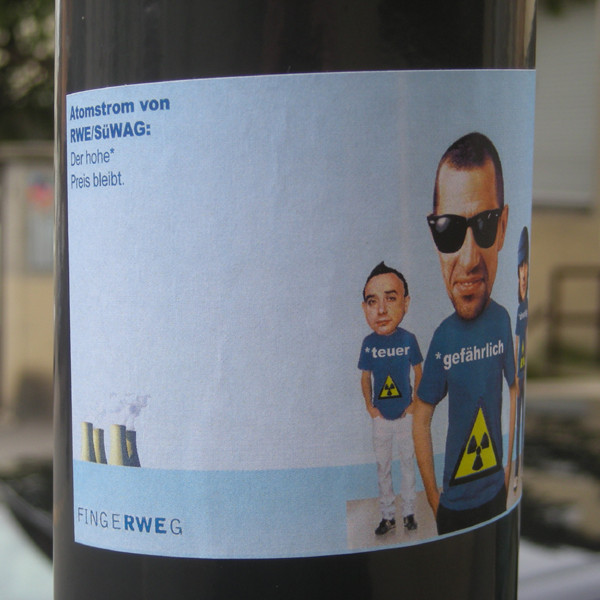 Atomstrom von
RWE/SüWAG:
Der hohe*
Preis bleibt.
*teuer
*gefährlich
FINGERWEG